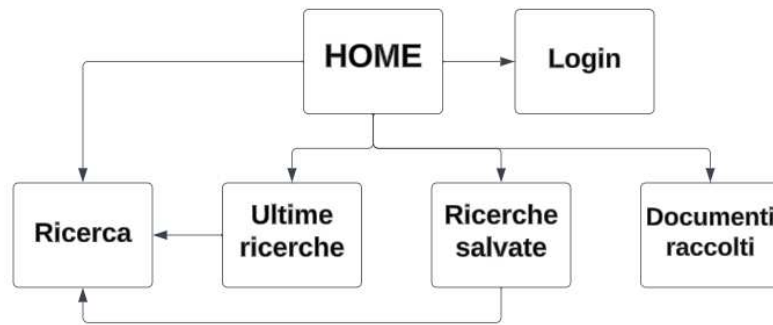 HOME
Login
Ricerca
Ultime
ricerche
Ricerche
salvate
Documenti
raccolti